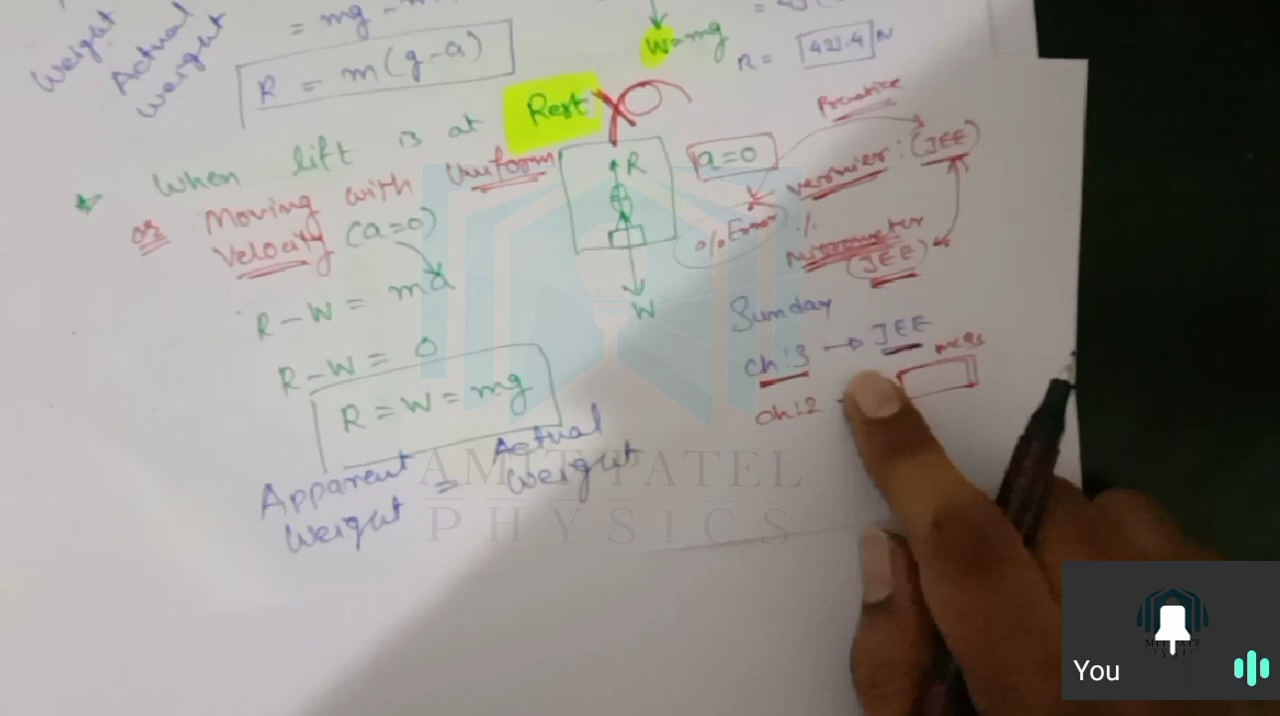 Weight
Actual
Weight
= mg -
R = m(g-a)
W=mg
R = 421.4 N
When lift is at Rest
or Moving with Uniform
Velocity (a=0)
R-W = ma
R-W = 0
R = W = mg
Apparent = Actual
Weight Weight
R
W
a=0
Practice
Vernier: (JEE)
% Error
Micrometer
(JEE)
Sunday
Ch:3 → JEE
Ch:2
MCQs
AMIT PATEL
PHYSICS
You